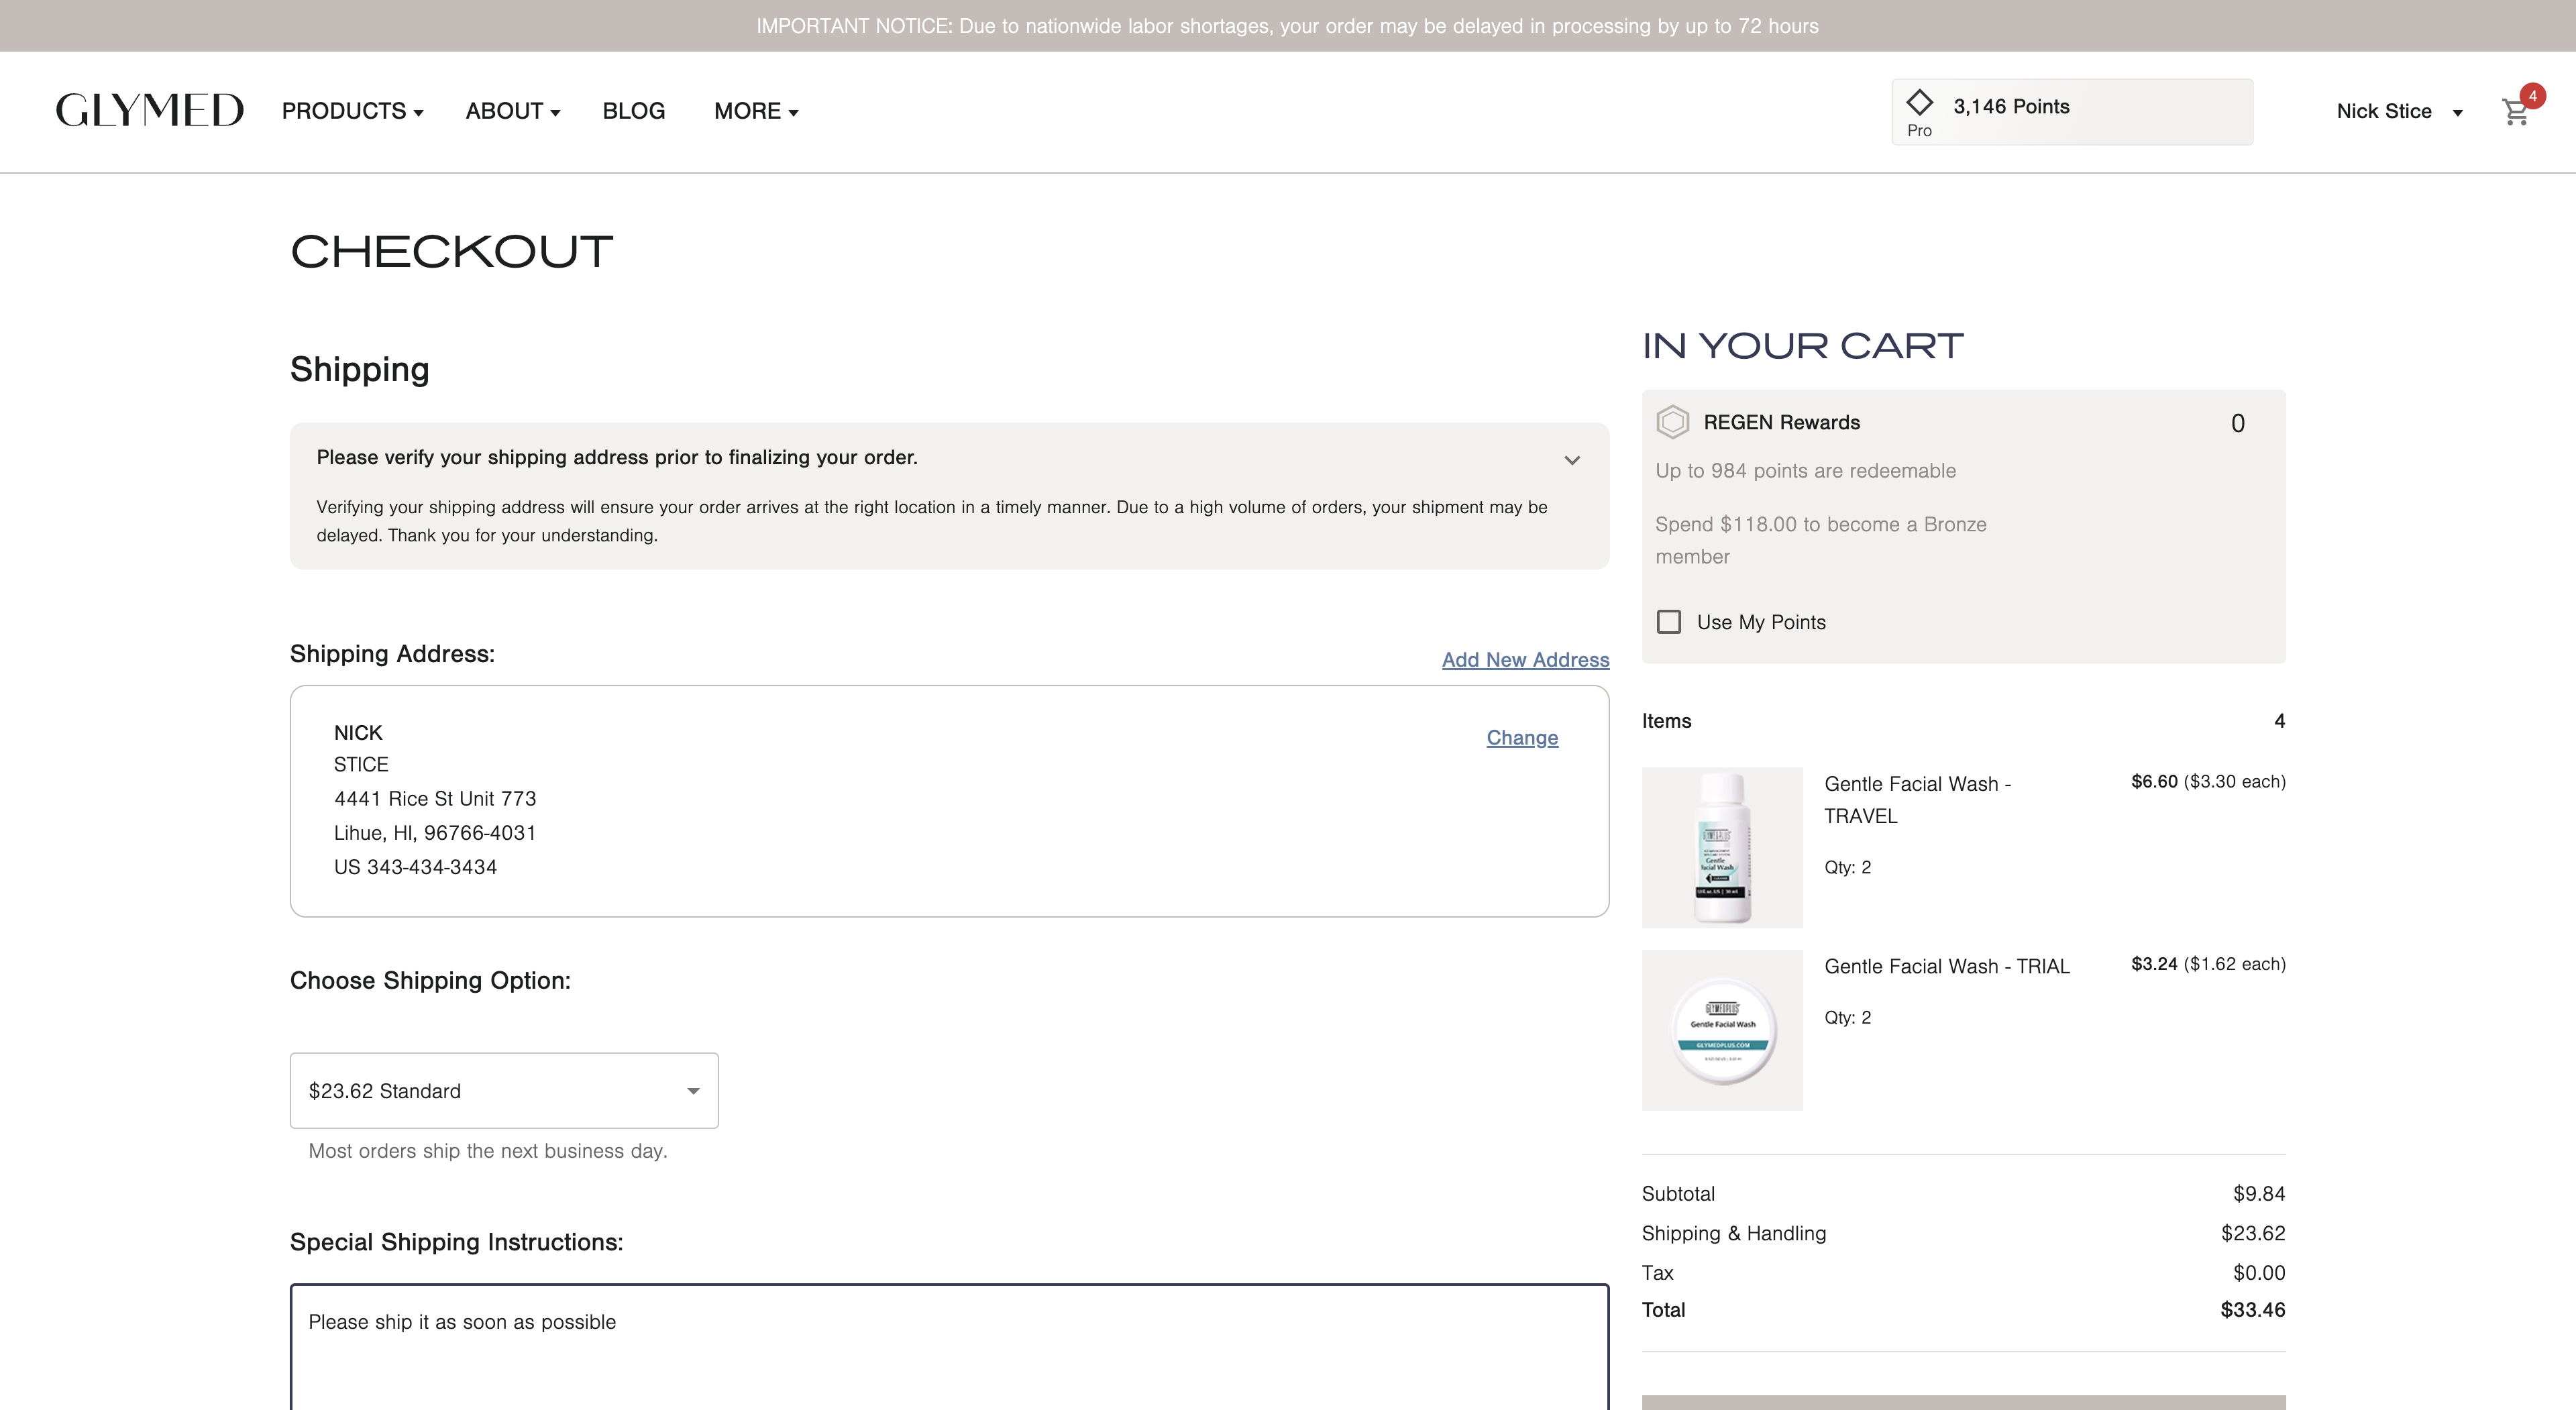 IMPORTANT NOTICE: Due to nationwide labor shortages, your order may be delayed in processing by up to 72 hours
GLYMED
PRODUCTS
ABOUT
BLOG
MORE
3,146 Points
Pro
Nick Stice
4
CHECKOUT
Shipping
Please verify your shipping address prior to finalizing your order.
Verifying your shipping address will ensure your order arrives at the right location in a timely manner. Due to a high volume of orders, your shipment may be
delayed. Thank you for your understanding.
Shipping Address:
Add New Address
NICK
Change
STICE
4441 Rice St Unit 773
Lihue, HI, 96766-4031
US 343-434-3434
Choose Shipping Option:
$23.62 Standard
Most orders ship the next business day.
Special Shipping Instructions:
Please ship it as soon as possible
IN YOUR CART
REGEN Rewards
0
Up to 984 points are redeemable
Spend $118.00 to become a Bronze
member
Use My Points
Items
4
Gentle
Facial Wash
Gentle Facial Wash -
TRAVEL
$6.60 ($3.30 each)
Qty: 2
GLYMEDPLUS
Gentle Facial Wash
GLYMEDPLUS.COM
Gentle Facial Wash - TRIAL
$3.24 ($1.62 each)
Qty: 2
Subtotal
$9.84
Shipping & Handling
$23.62
Tax
$0.00
Total
$33.46